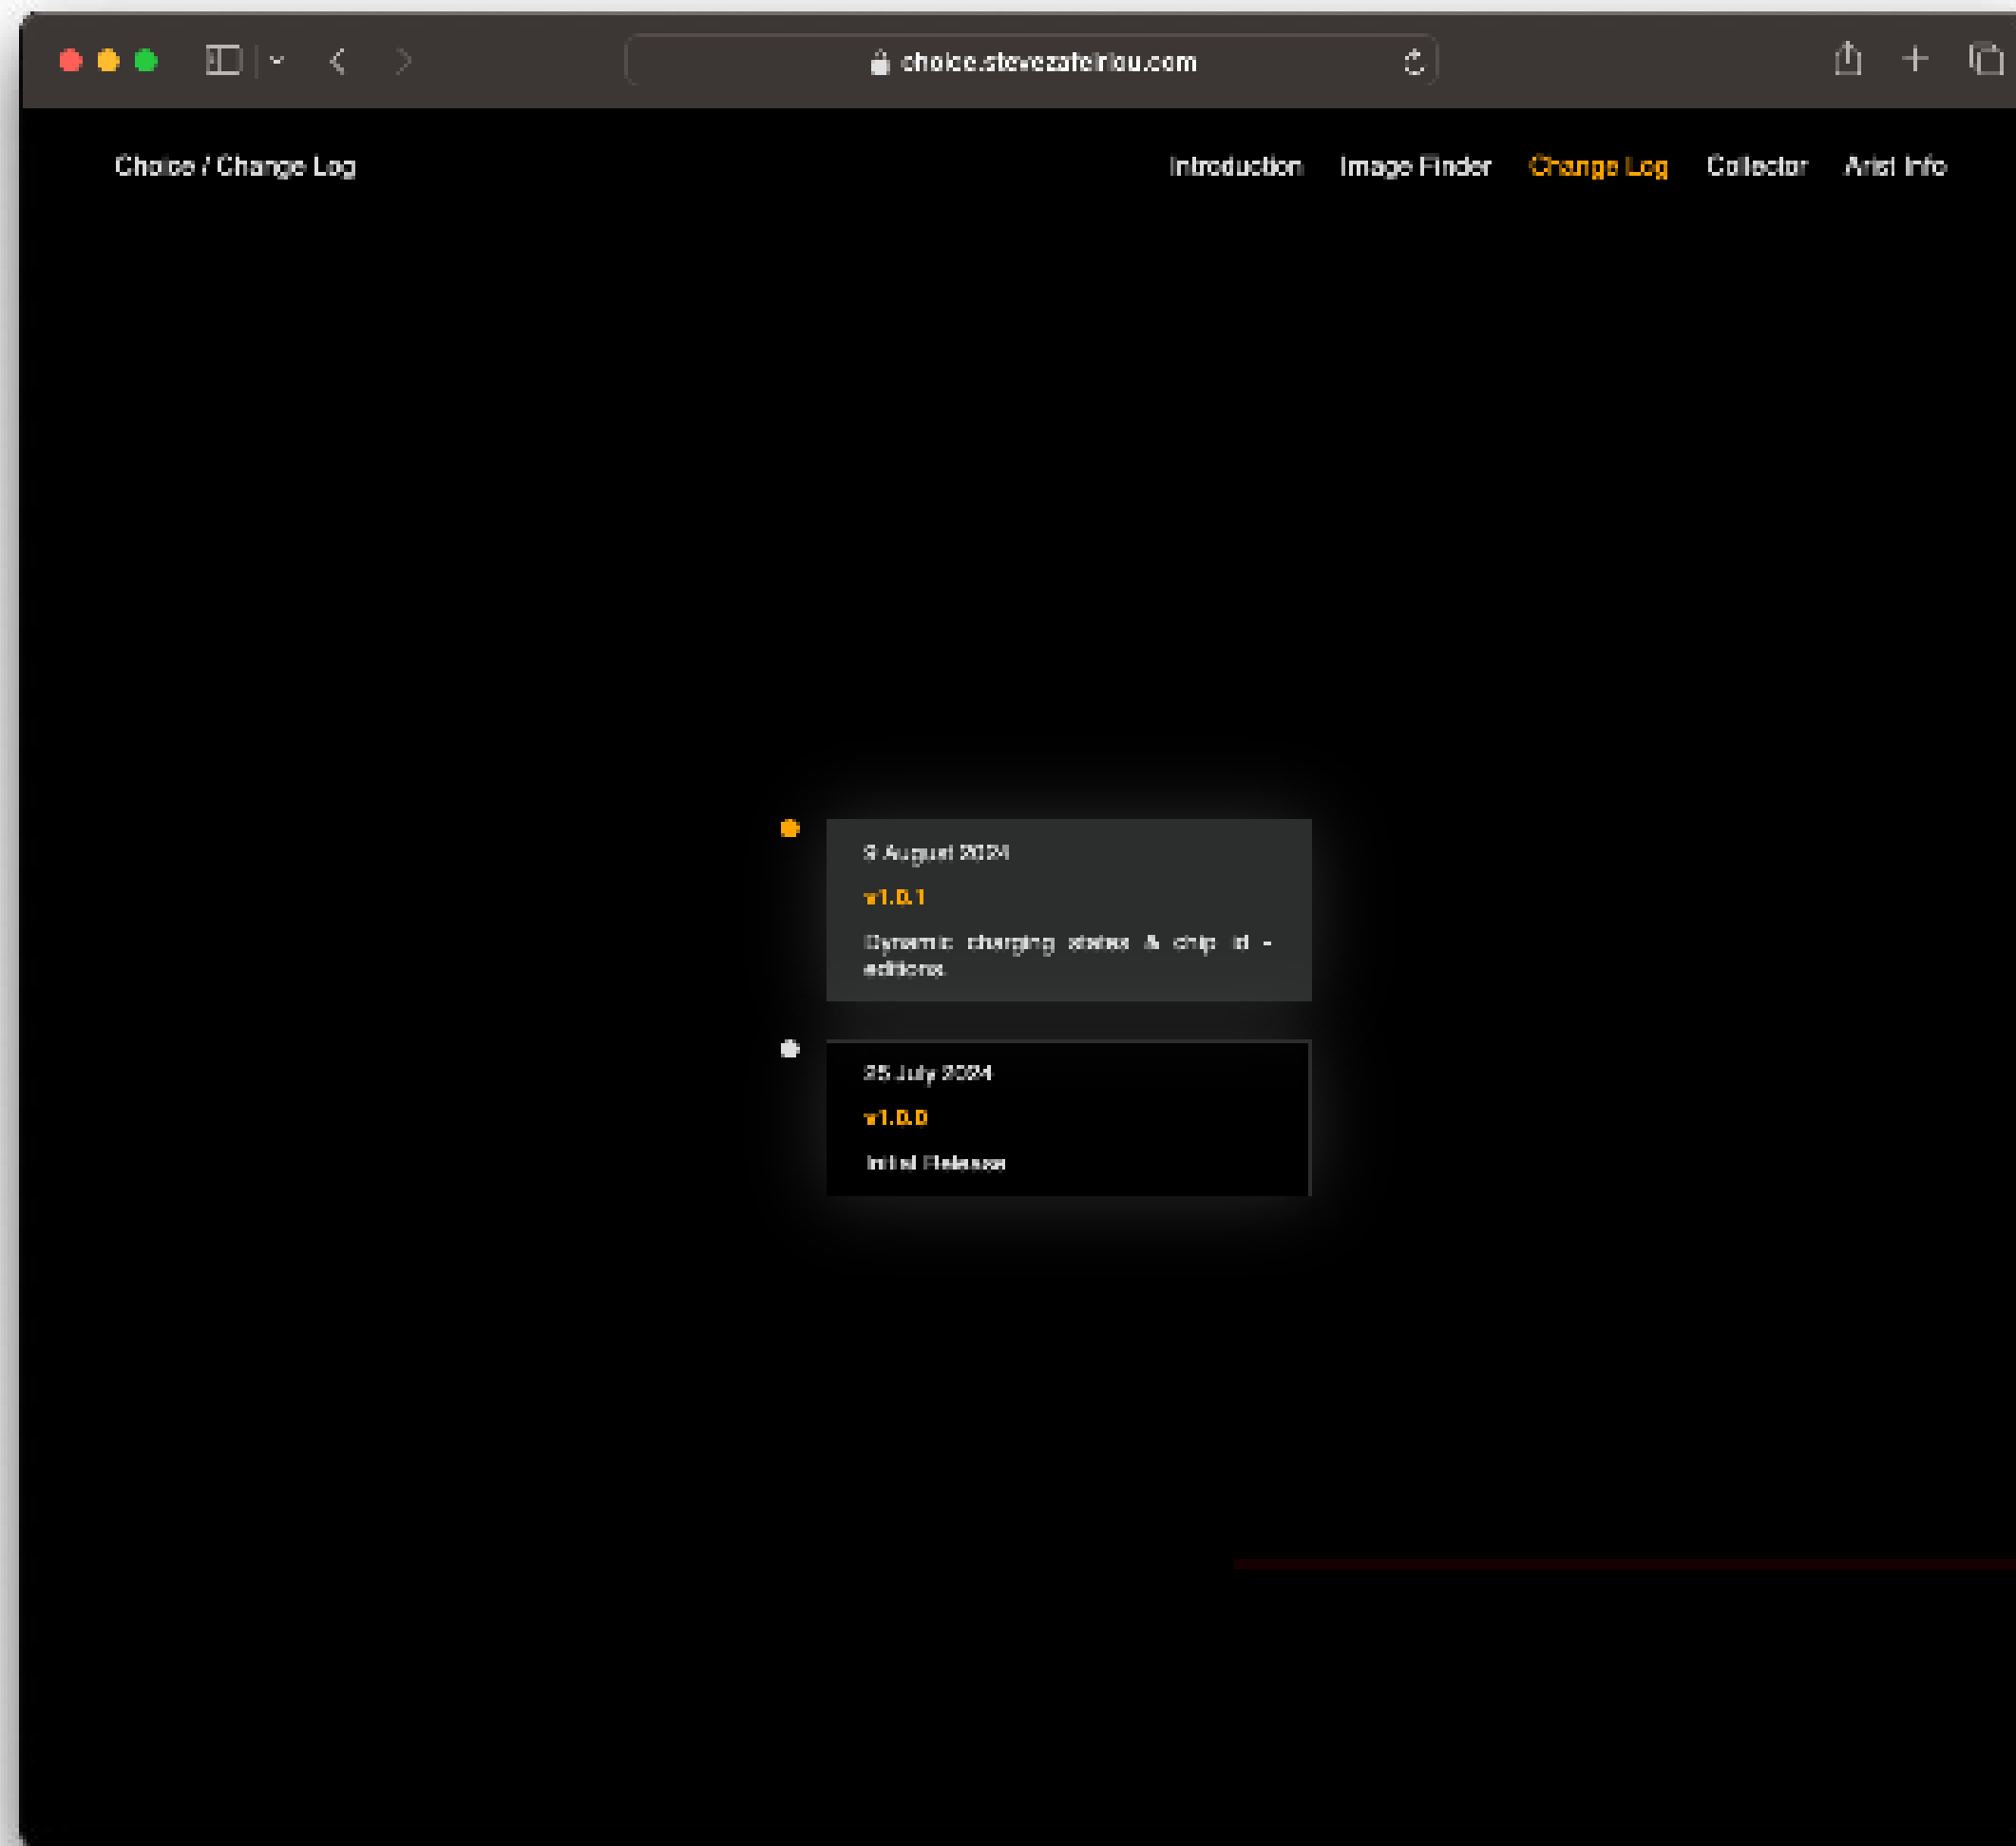 choice.stevezafeiriou.com
Choice / Change Log
Introduction
Image Finder
Change Log
Collector
Artist Info
9 August 2024
v1.0.1
Dynamic charging states & chip id -
editions.
25 July 2024
v1.0.0
Initial Release